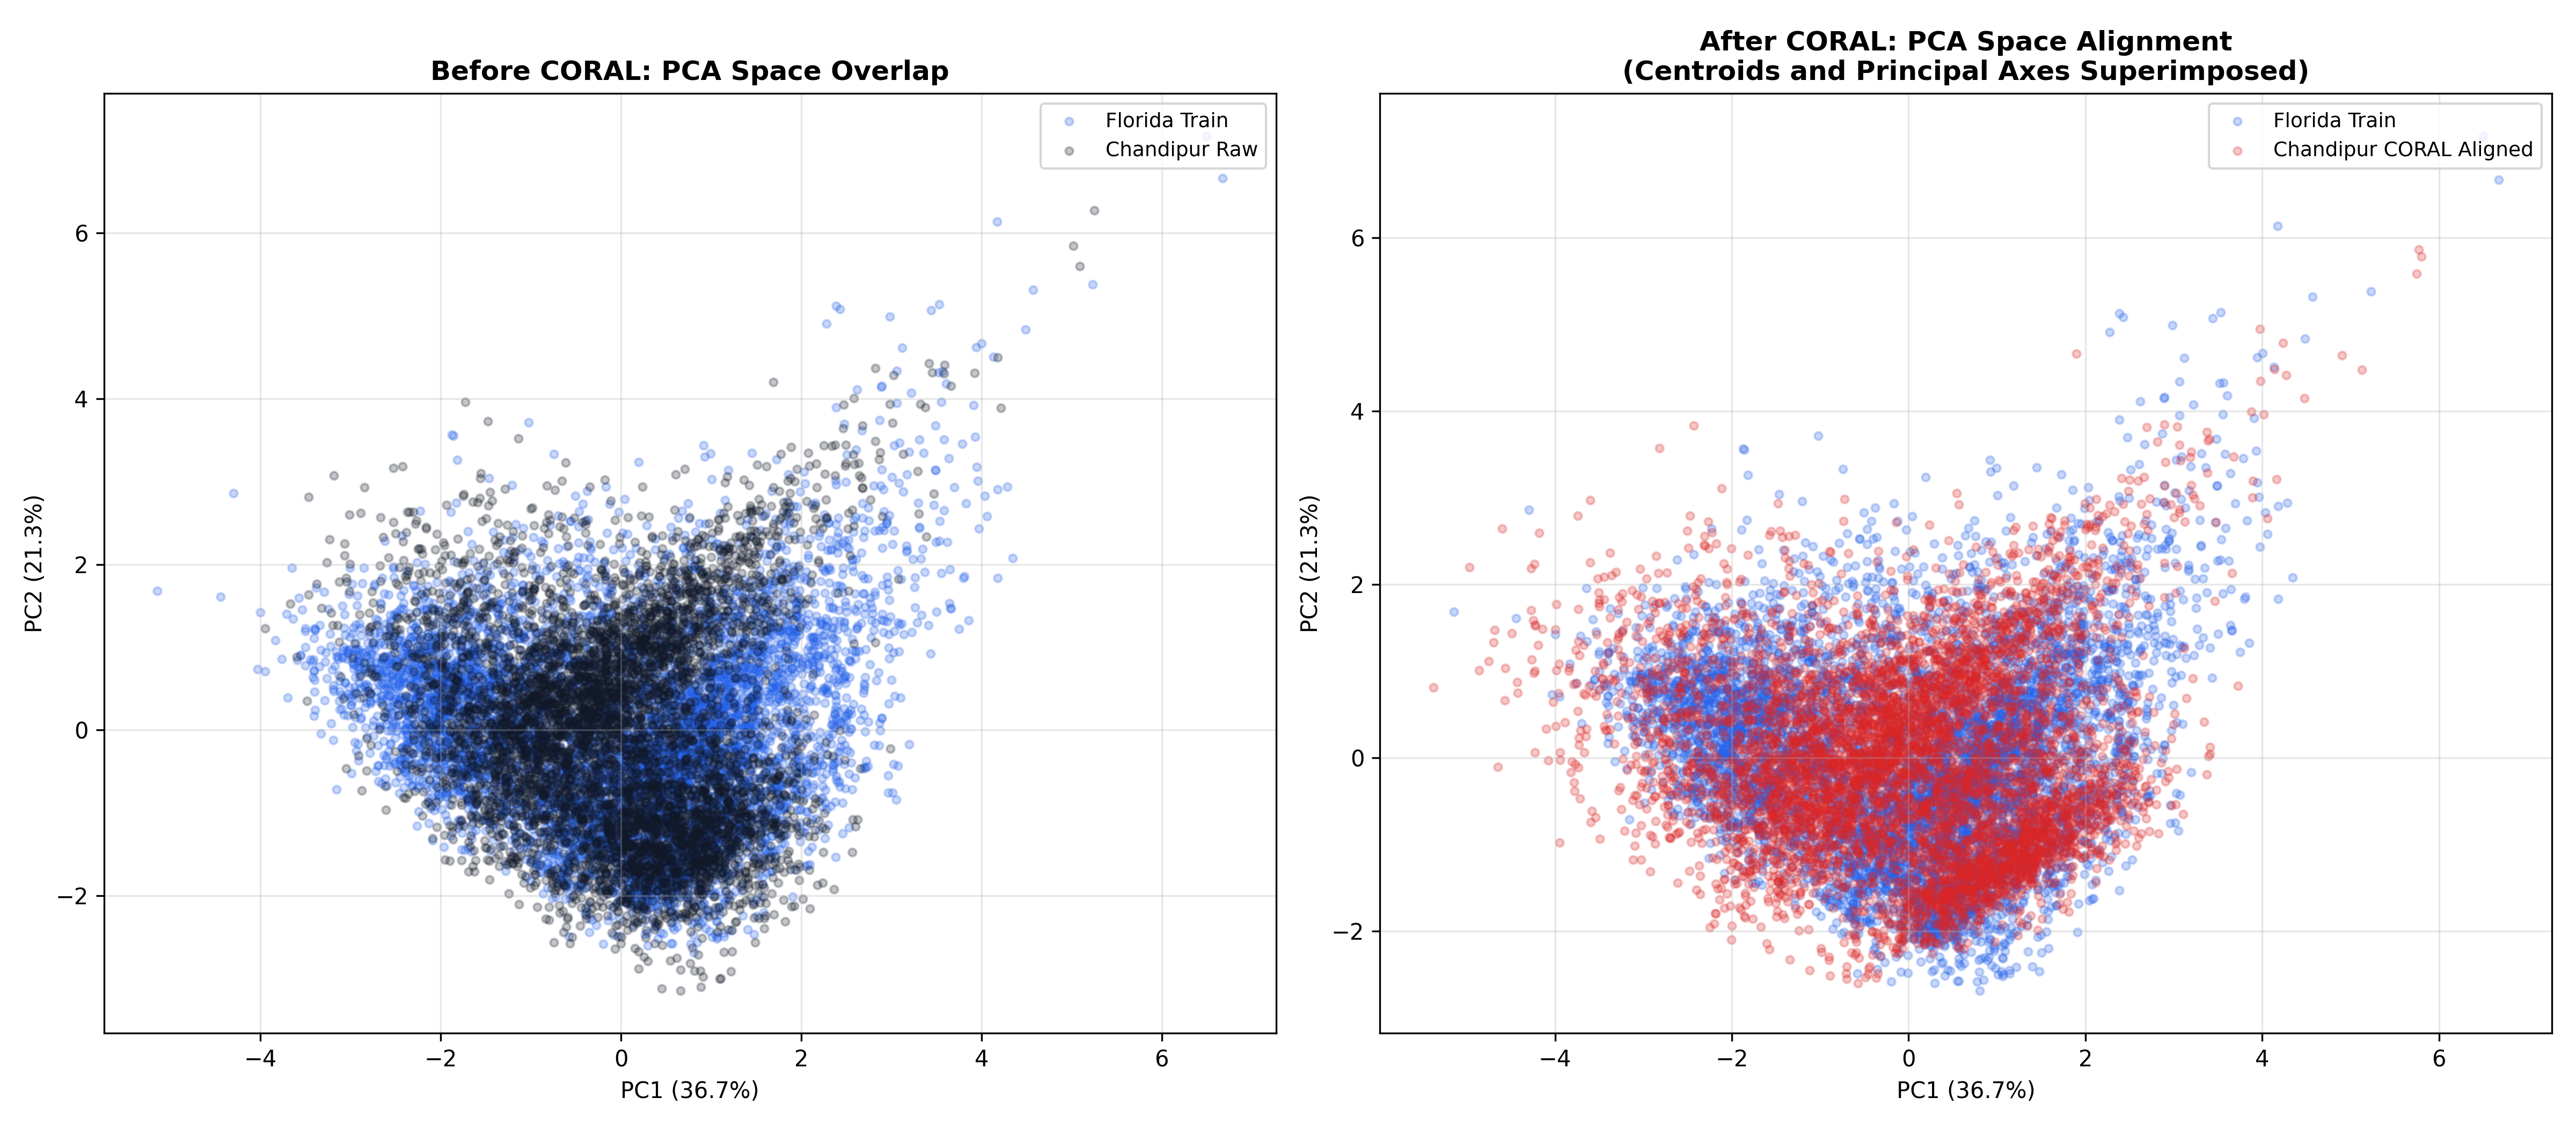 Before CORAL: PCA Space Overlap
Florida Train
Chandipur Raw
6
4
2
0
−2
−4
−2
0
2
4
6
PC1 (36.7%)
PC2 (21.3%)
After CORAL: PCA Space Alignment
(Centroids and Principal Axes Superimposed)
Florida Train
Chandipur CORAL Aligned
6
4
2
0
−2
−4
−2
0
2
4
6
PC1 (36.7%)
PC2 (21.3%)